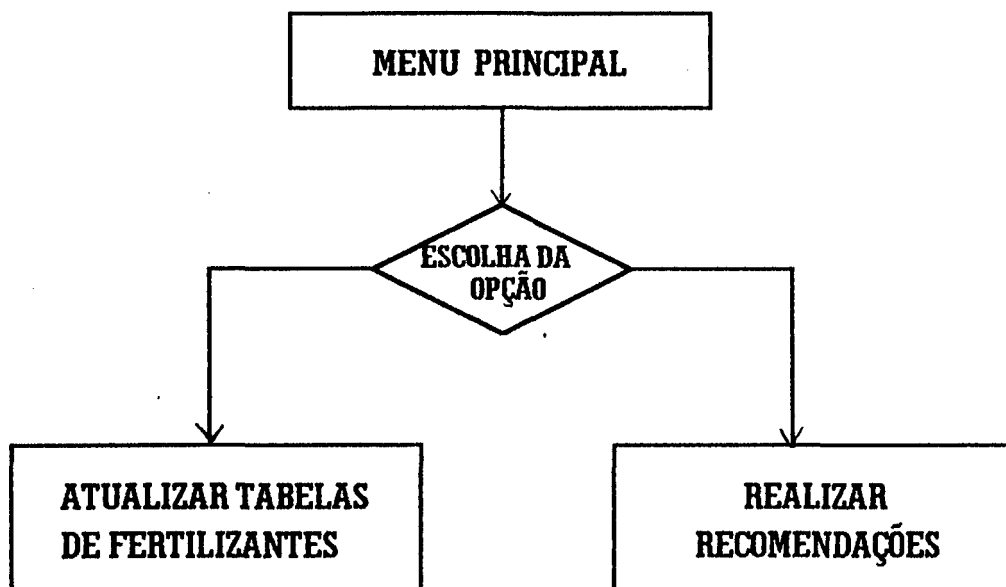 MENU PRINCIPAL
ESCOLHA DA
OPÇÃO
ATUALIZAR TABELAS
DE FERTILIZANTES
REALIZAR
RECOMENDAÇÕES